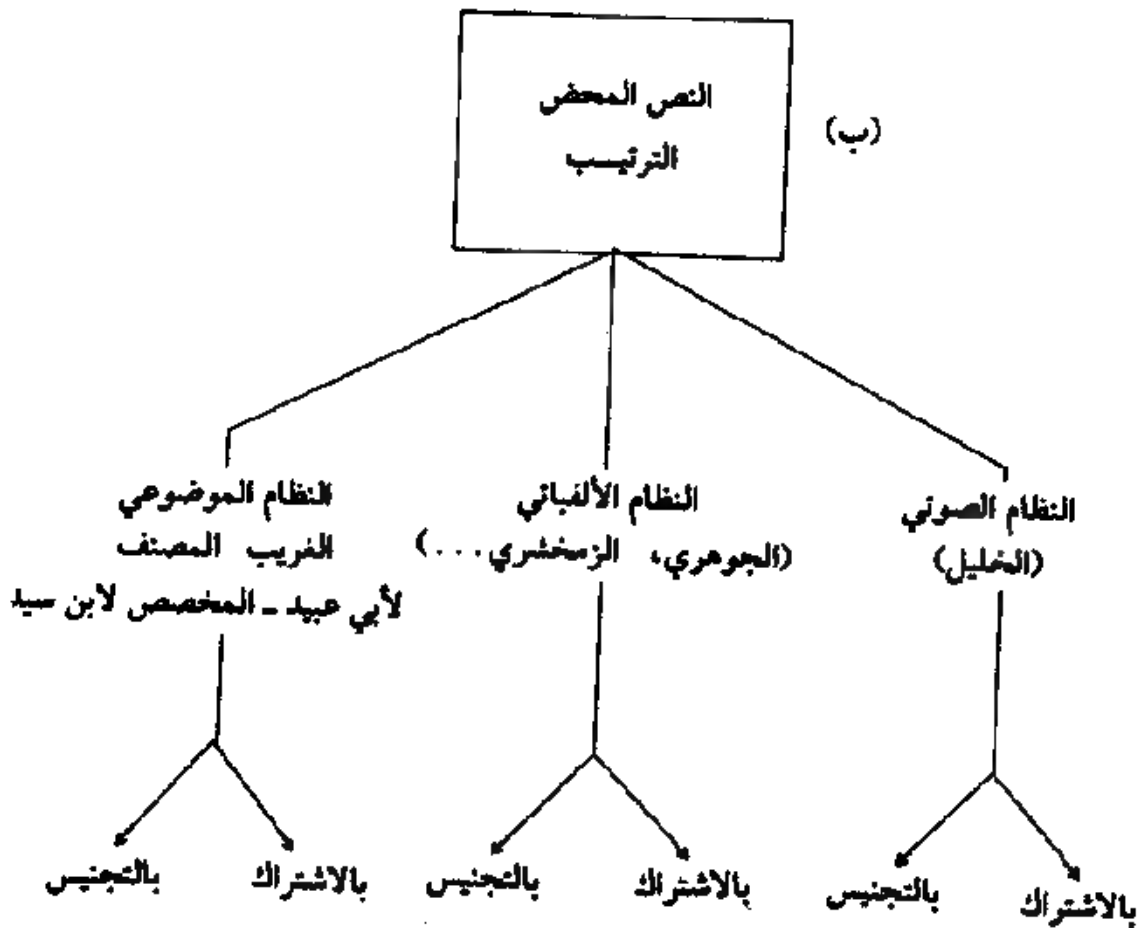 النص المحض
الترتيب
(ب)
النظام الصوتي
(الخليل)
النظام الألفبائي
(الجوهري، الزمخشري...)
النظام الموضوعي
الغريب المصنف
لأبي عبيد - المخصص لابن سيد
بالاشتراك
بالتجنيس
بالاشتراك
بالتجنيس
بالاشتراك
بالتجنيس